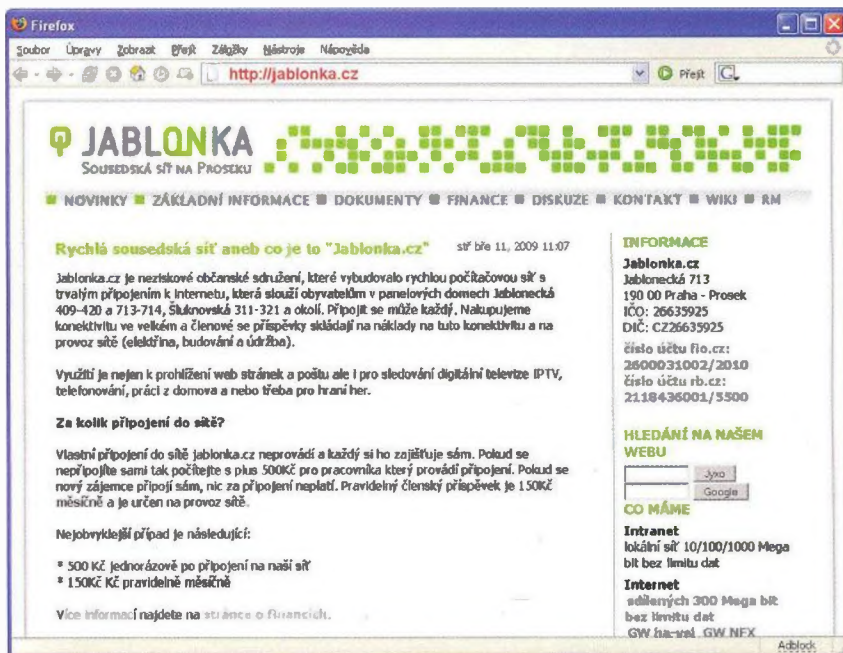 Firefox
Soubor Úpravy Zobrazit Přejít Záložky Nástroje Nápověda
http://jablonka.cz Přejít G
JABLONKA
SOUSEDSKÁ SÍŤ NA PROSEKU
NOVINKY ZÁKLADNÍ INFORMACE DOKUMENTY FINANCE DISKUZE KONTAKT WIKI RM
Rychlá sousedská síť aneb co je to "Jablonka.cz" stř bře 11, 2009 11:07
Jablonka.cz je neziskové občanské sdružení, které vybudovalo rychlou počítačovou síť s
trvalým připojením k Internetu, která slouží obyvatelům v panelových domech Jablonecká
409-420 a 713-714, Šluknovská 311-321 a okolí. Připojit se může každý. Nakupujeme
konektivitu ve velkém a členové se příspěvky skládají na náklady na tuto konektivitu a na
provoz sítě (elektřina, budování a údržba).
Využití je nejen k prohlížení web stránek a poštu ale i pro sledování digitální televize IPTV,
telefonování, práci z domova a nebo třeba pro hraní her.
Za kolik připojení do sítě?
Vlastní připojení do sítě jablonka.cz neprovádí a každý si ho zajišťuje sám. Pokud se
nepřipojíte sami tak počítejte s plus 500Kč pro pracovníka který provádí připojení. Pokud se
nový zájemce připojí sám, nic za připojení neplatí. Pravidelný členský příspěvek je 150Kč
měsíčně a je určen na provoz sítě.
Nejobvyklejší případ je následující:
* 500 Kč jednorázově po připojení na naší síť
* 150Kč Kč pravidelně měsíčně
Více informací najdete na stránce o financích.
INFORMACE
Jablonka.cz
Jablonecká 713
190 00 Praha - Prosek
IČO: 26635925
DIČ: CZ26635925
číslo účtu fio.cz:
2600031002/2010
číslo účtu rb.cz:
2118436001/5500
HLEDÁNÍ NA NAŠEM
WEBU
Jyxo
Google
CO MÁME
Intranet
lokální síť 10/100/1000 Mega
bit bez limitu dat
Internet
sdílených 300 Mega bit
bez limitu dat
GW ha-vel, GW NFX
Adblock